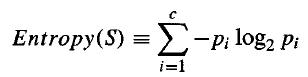 Entropy(S) ≡ ∑_{i=1}^{c} −p_i log_2 p_i